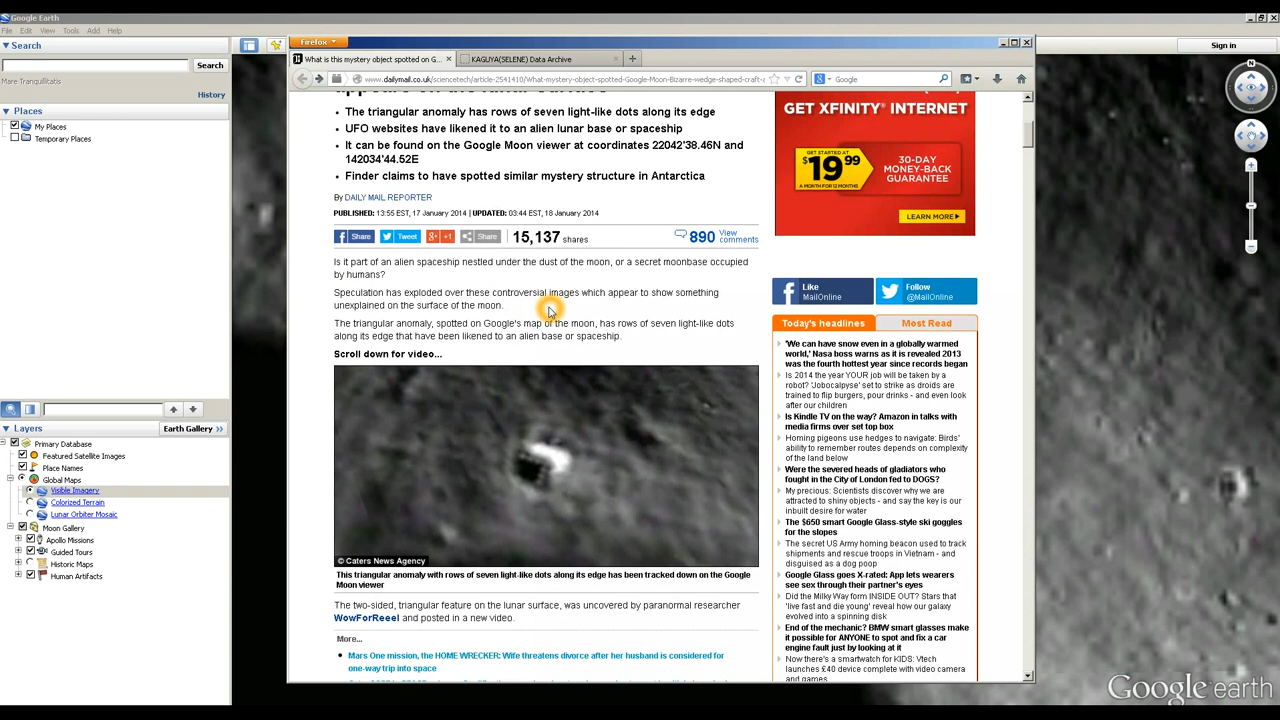 Google Earth
File Edit View Tools Add Help
Search
Search
Mare Tranquillitatis
History
Places
My Places
Temporary Places
Layers
Earth Gallery >>
Primary Database
Featured Satellite Images
Place Names
Global Maps
Visible Imagery
Colorized Terrain
Lunar Orbiter Mosaic
Moon Gallery
Apollo Missions
Guided Tours
Historic Maps
Human Artifacts
Sign in
N
Firefox
What is this mystery object spotted on G...
KAGUYA(SELENE) Data Archive
www.dailymail.co.uk/sciencetech/article-2541410/What-mystery-object-spotted-Google-Moon-Bizarre-wedge-shaped-craft-
Google
The triangular anomaly has rows of seven light-like dots along its edge
UFO websites have likened it to an alien lunar base or spaceship
It can be found on the Google Moon viewer at coordinates 22042'38.46N and
142034'44.52E
Finder claims to have spotted similar mystery structure in Antarctica
By DAILY MAIL REPORTER
PUBLISHED: 13:55 EST, 17 January 2014 | UPDATED: 03:44 EST, 18 January 2014
Share
Tweet
+1
Share
15,137 shares
890 View comments
Is it part of an alien spaceship nestled under the dust of the moon, or a secret moonbase occupied
by humans?
Speculation has exploded over these controversial images which appear to show something
unexplained on the surface of the moon.
The triangular anomaly, spotted on Google's map of the moon, has rows of seven light-like dots
along its edge that have been likened to an alien base or spaceship.
Scroll down for video...
© Caters News Agency
This triangular anomaly with rows of seven light-like dots along its edge has been tracked down on the Google
Moon viewer
The two-sided, triangular feature on the lunar surface, was uncovered by paranormal researcher
WowForReeel and posted in a new video.
More...
Mars One mission, the HOME WRECKER: Wife threatens divorce after her husband is considered for
one-way trip into space
GET XFINITY® INTERNET
GET STARTED AT
$19.99
A MONTH FOR 12 MONTHS
30-DAY
MONEY-BACK
GUARANTEE
LEARN MORE
Like
MailOnline
Follow
@MailOnline
Today's headlines
Most Read
'We can have snow even in a globally warmed
world,' Nasa boss warns as it is revealed 2013
was the fourth hottest year since records began
Is 2014 the year YOUR job will be taken by a
robot? 'Jobocalypse' set to strike as droids are
trained to flip burgers, pour drinks - and even look
after our children
Is Kindle TV on the way? Amazon in talks with
media firms over set top box
Homing pigeons use hedges to navigate: Birds'
ability to remember routes depends on complexity
of the land below
Were the severed heads of gladiators who
fought in the City of London fed to DOGS?
My precious: Scientists discover why we are
attracted to shiny objects - and say the key is our
inbuilt desire for water
The $650 smart Google Glass-style ski goggles
for the slopes
The secret US Army homing beacon used to track
shipments and rescue troops in Vietnam - and
disguised as a dog poop
Google Glass goes X-rated: App lets wearers
see sex through their partner's eyes
Did the Milky Way form INSIDE OUT? Stars that
'live fast and die young' reveal how our galaxy
evolved into a spinning disk
End of the mechanic? BMW smart glasses make
it possible for ANYONE to spot and fix a car
engine fault just by looking at it
Now there's a smartwatch for KIDS: Vtech
launches £40 device complete with video camera
and games
Google earth